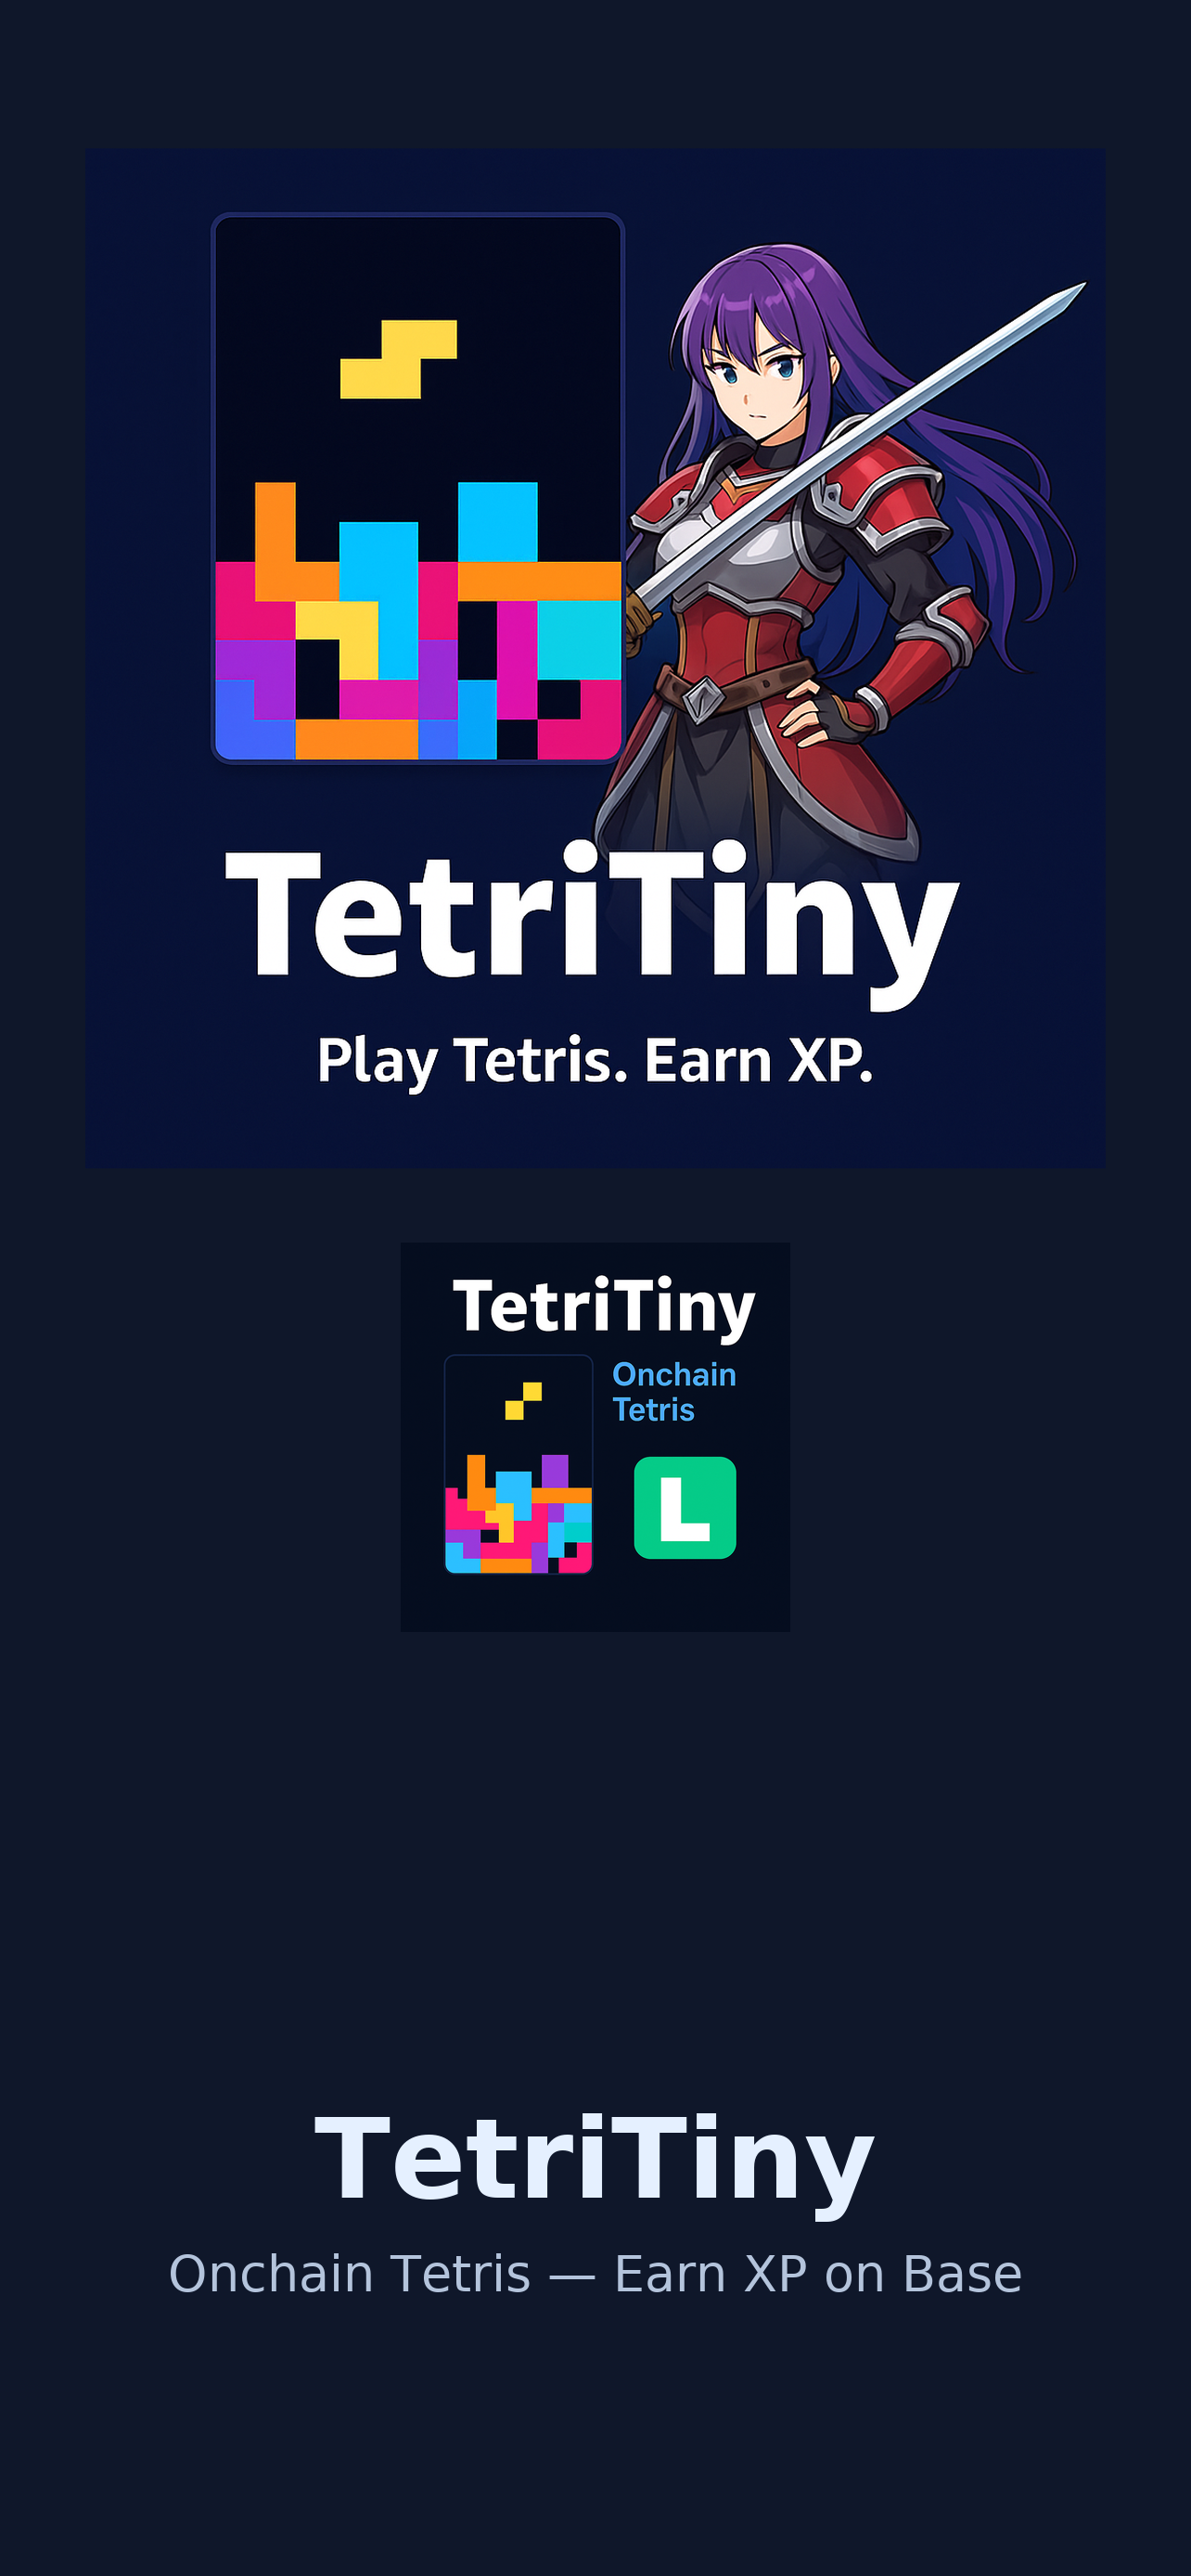 TetriTiny
Play Tetris. Earn XP.
TetriTiny
Onchain
Tetris
L
TetriTiny
Onchain Tetris — Earn XP on Base